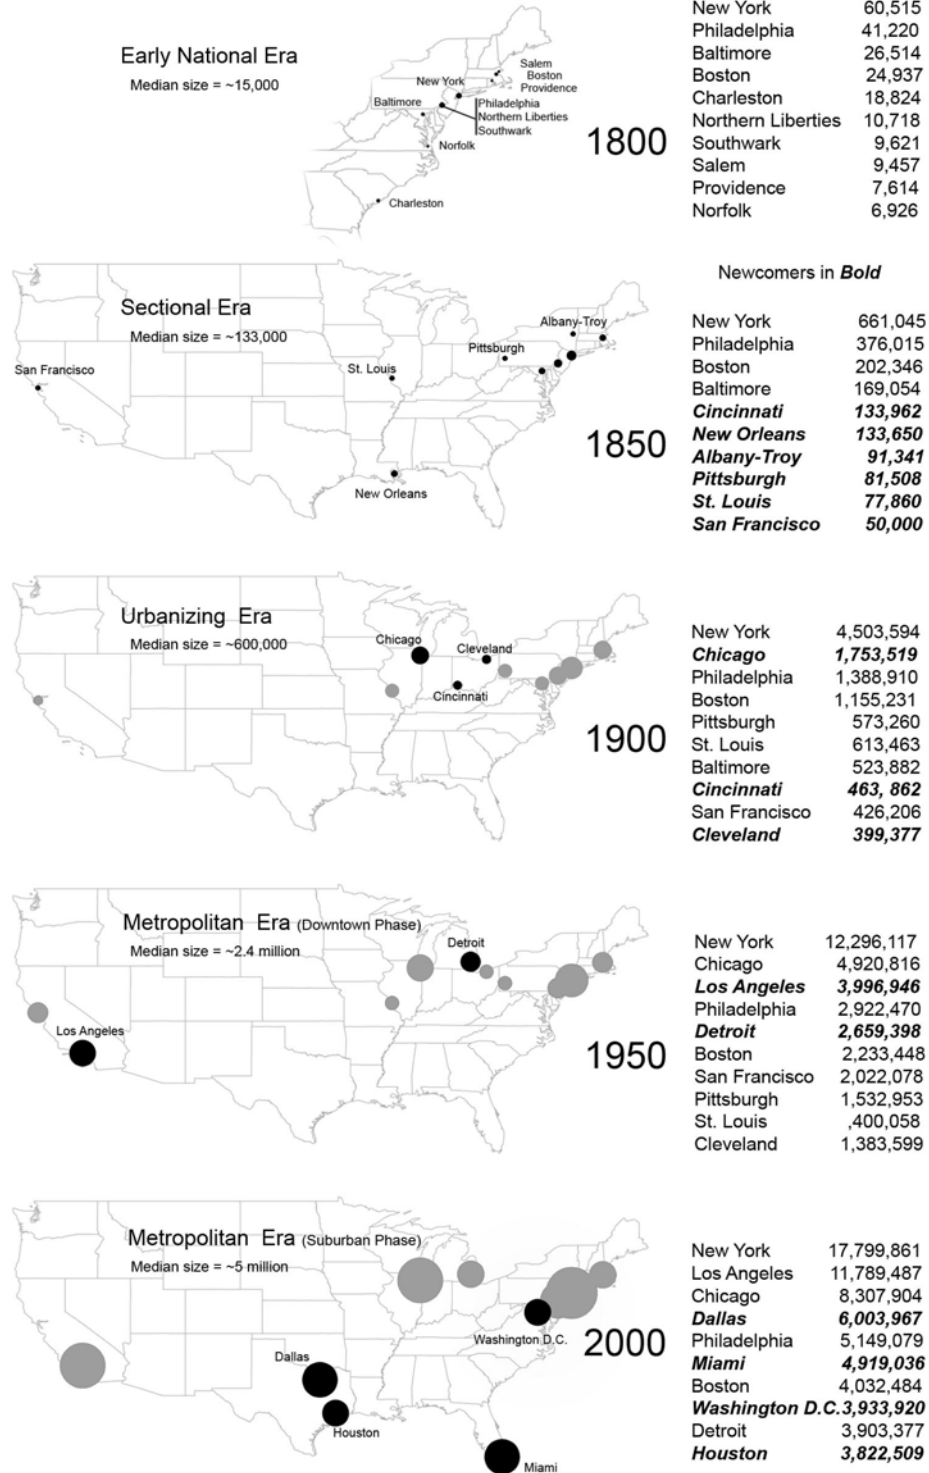 New York 60,515
Philadelphia 41,220
Baltimore 26,514
Boston 24,937
Charleston 18,824
Northern Liberties 10,718
Southwark 9,621
Salem 9,457
Providence 7,614
Norfolk 6,926
Early National Era
Median size = ~15,000
Salem
Boston
Providence
New York
Baltimore
Philadelphia
Northern Liberties
Southwark
Norfolk
Charleston
1800
Newcomers in Bold
Sectional Era
Median size = ~133,000
Albany-Troy
Pittsburgh
St. Louis
San Francisco
New Orleans
1850
New York 661,045
Philadelphia 376,015
Boston 202,346
Baltimore 169,054
Cincinnati 133,962
New Orleans 133,650
Albany-Troy 91,341
Pittsburgh 81,508
St. Louis 77,860
San Francisco 50,000
Urbanizing Era
Median size = ~600,000
Chicago
Cleveland
Cincinnati
1900
New York 4,503,594
Chicago 1,753,519
Philadelphia 1,388,910
Boston 1,155,231
Pittsburgh 573,260
St. Louis 613,463
Baltimore 523,882
Cincinnati 463, 862
San Francisco 426,206
Cleveland 399,377
Metropolitan Era (Downtown Phase)
Median size = ~2.4 million
Detroit
Los Angeles
1950
New York 12,296,117
Chicago 4,920,816
Los Angeles 3,996,946
Philadelphia 2,922,470
Detroit 2,659,398
Boston 2,233,448
San Francisco 2,022,078
Pittsburgh 1,532,953
St. Louis ,400,058
Cleveland 1,383,599
Metropolitan Era (Suburban Phase)
Median size = ~5 million
Washington D.C.
Dallas
Houston
Miami
2000
New York 17,799,861
Los Angeles 11,789,487
Chicago 8,307,904
Dallas 6,003,967
Philadelphia 5,149,079
Miami 4,919,036
Boston 4,032,484
Washington D.C. 3,933,920
Detroit 3,903,377
Houston 3,822,509